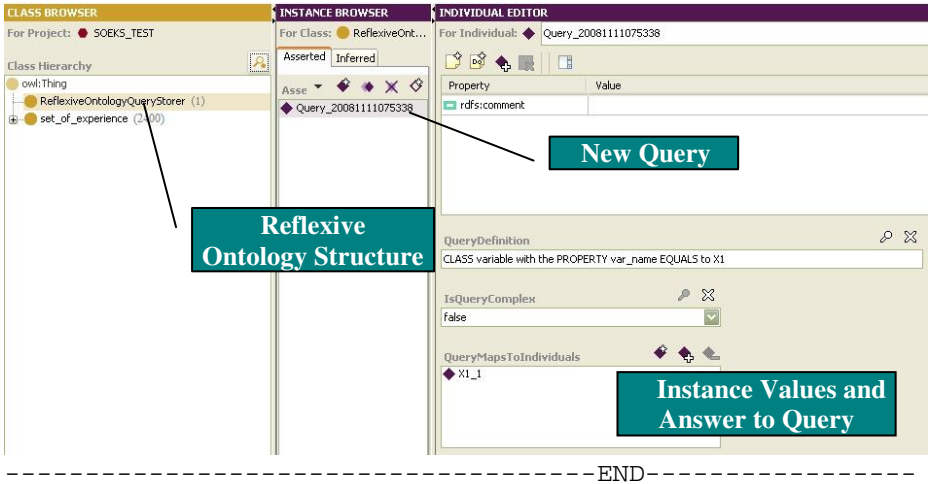 CLASS BROWSER
For Project: SOEKS_TEST
Class Hierarchy
owl:Thing
ReflexiveOntologyQueryStorer (1)
set_of_experience (2400)
INSTANCE BROWSER
For Class: ReflexiveOnt...
Asserted Inferred
Asse
Query_20081111075338
INDIVIDUAL EDITOR
For Individual: Query_20081111075338
Property Value
rdfs:comment
New Query
Reflexive
Ontology Structure
QueryDefinition
CLASS variable with the PROPERTY var_name EQUALS to X1
IsQueryComplex
false
QueryMapsToIndividuals
X1_1
Instance Values and
Answer to Query
-------------------------------------END-----------------